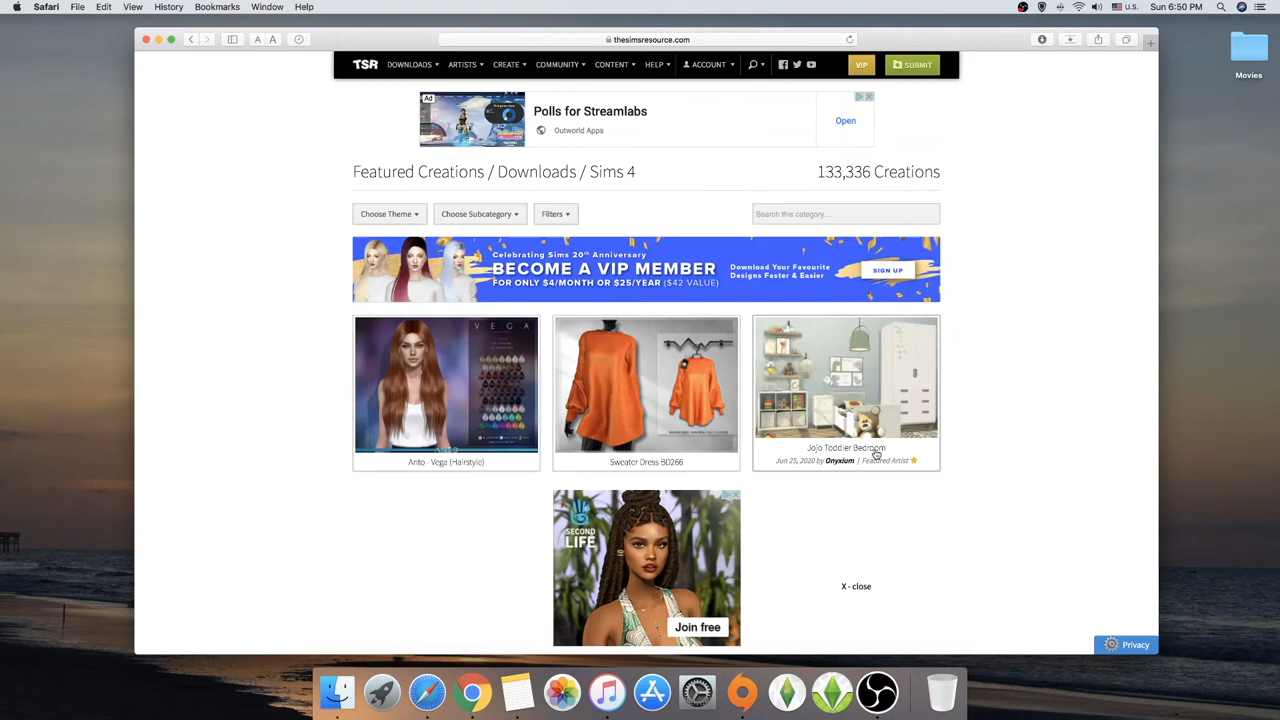 Safari File Edit View History Bookmarks Window Help
U.S. Sun 6:50 PM
A A
thesimsresource.com
Movies
TSR DOWNLOADS ARTISTS CREATE COMMUNITY CONTENT HELP ACCOUNT VIP SUBMIT
Ad
Polls for Streamlabs
Outworld Apps
Open
Featured Creations / Downloads / Sims 4
133,336 Creations
Choose Theme Choose Subcategory Filters
Search this category...
Celebrating Sims 20th Anniversary
BECOME A VIP MEMBER
FOR ONLY $4/MONTH OR $25/YEAR ($42 VALUE)
Download Your Favourite
Designs Faster & Easier
SIGN UP
VEGA
ANTO
Anto - Vega (Hairstyle)
Sweater Dress BD266
Jojo Toddler Bedroom
Jun 25, 2020 by Onyxium | Featured Artist
SECOND
LIFE
Join free
X - close
Privacy